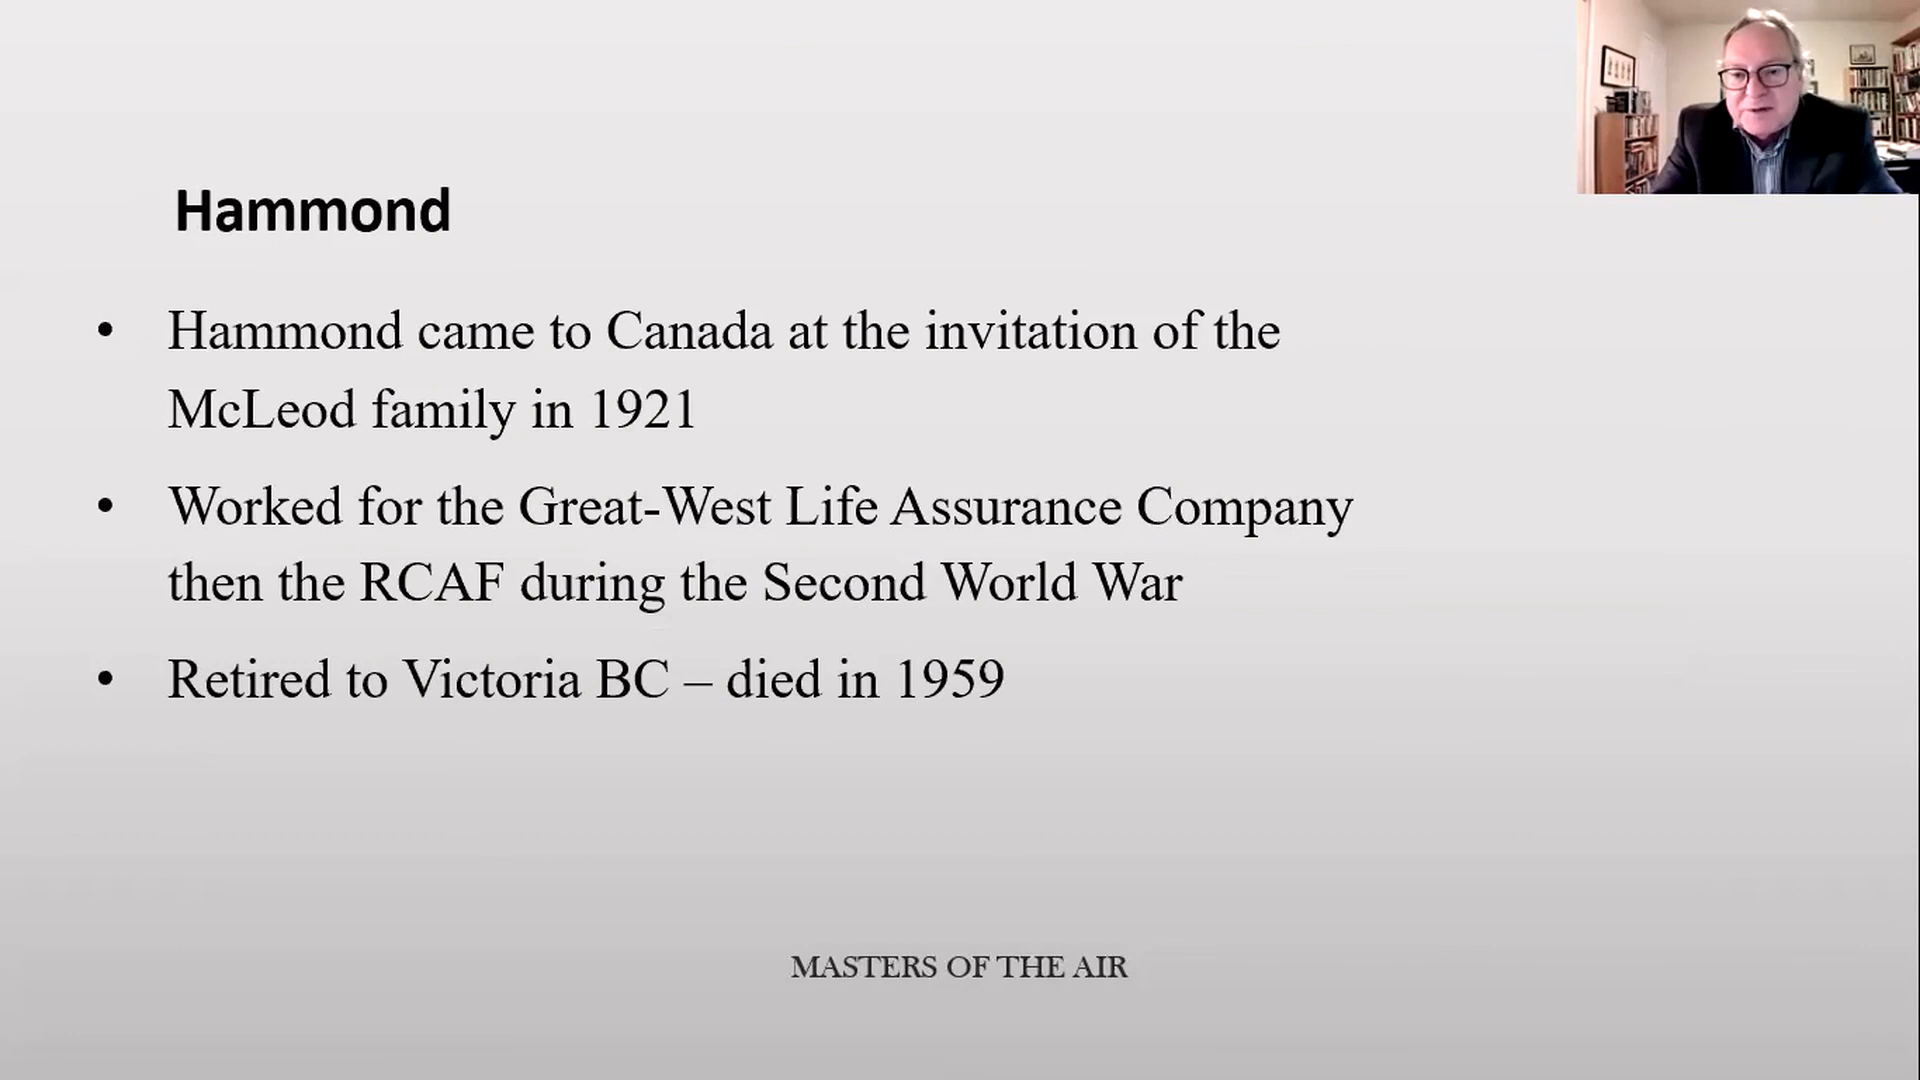 Hammond
• Hammond came to Canada at the invitation of the
McLeod family in 1921
• Worked for the Great-West Life Assurance Company
then the RCAF during the Second World War
• Retired to Victoria BC – died in 1959
MASTERS OF THE AIR